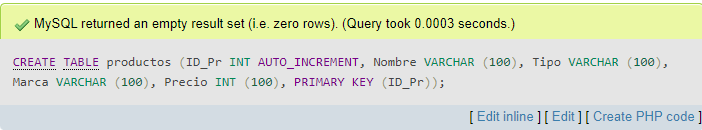 MySQL returned an empty result set (i.e. zero rows). (Query took 0.0003 seconds.)
CREATE TABLE productos (ID_Pr INT AUTO_INCREMENT, Nombre VARCHAR (100), Tipo VARCHAR (100),
Marca VARCHAR (100), Precio INT (100), PRIMARY KEY (ID_Pr));
[ Edit inline ] [ Edit ] [ Create PHP code ]